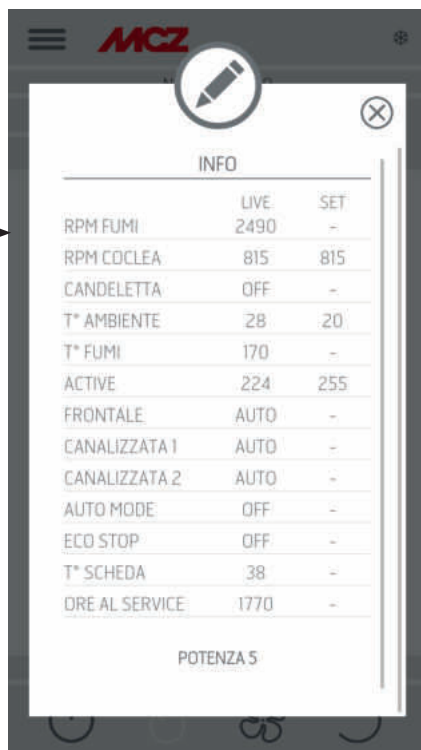 MCZ
INFO
LIVE SET
RPM FUMI 2490 -
RPM COCLEA 815 815
CANDELETTA OFF -
T° AMBIENTE 28 20
T° FUMI 170 -
ACTIVE 224 255
FRONTALE AUTO -
CANALIZZATA 1 AUTO -
CANALIZZATA 2 AUTO -
AUTO MODE OFF -
ECO STOP OFF -
T° SCHEDA 38 -
ORE AL SERVICE 1770 -
POTENZA 5